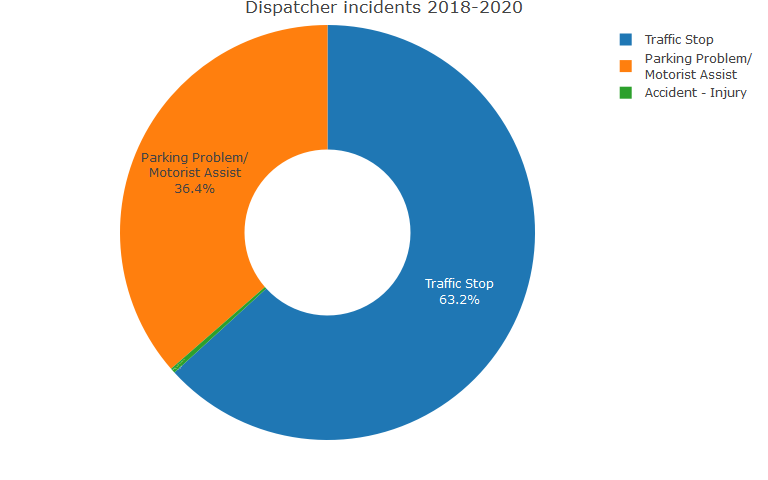 Dispatcher incidents 2018-2020
Traffic Stop
Parking Problem/
Motorist Assist
Accident - Injury
Parking Problem/
Motorist Assist
36.4%
Traffic Stop
63.2%